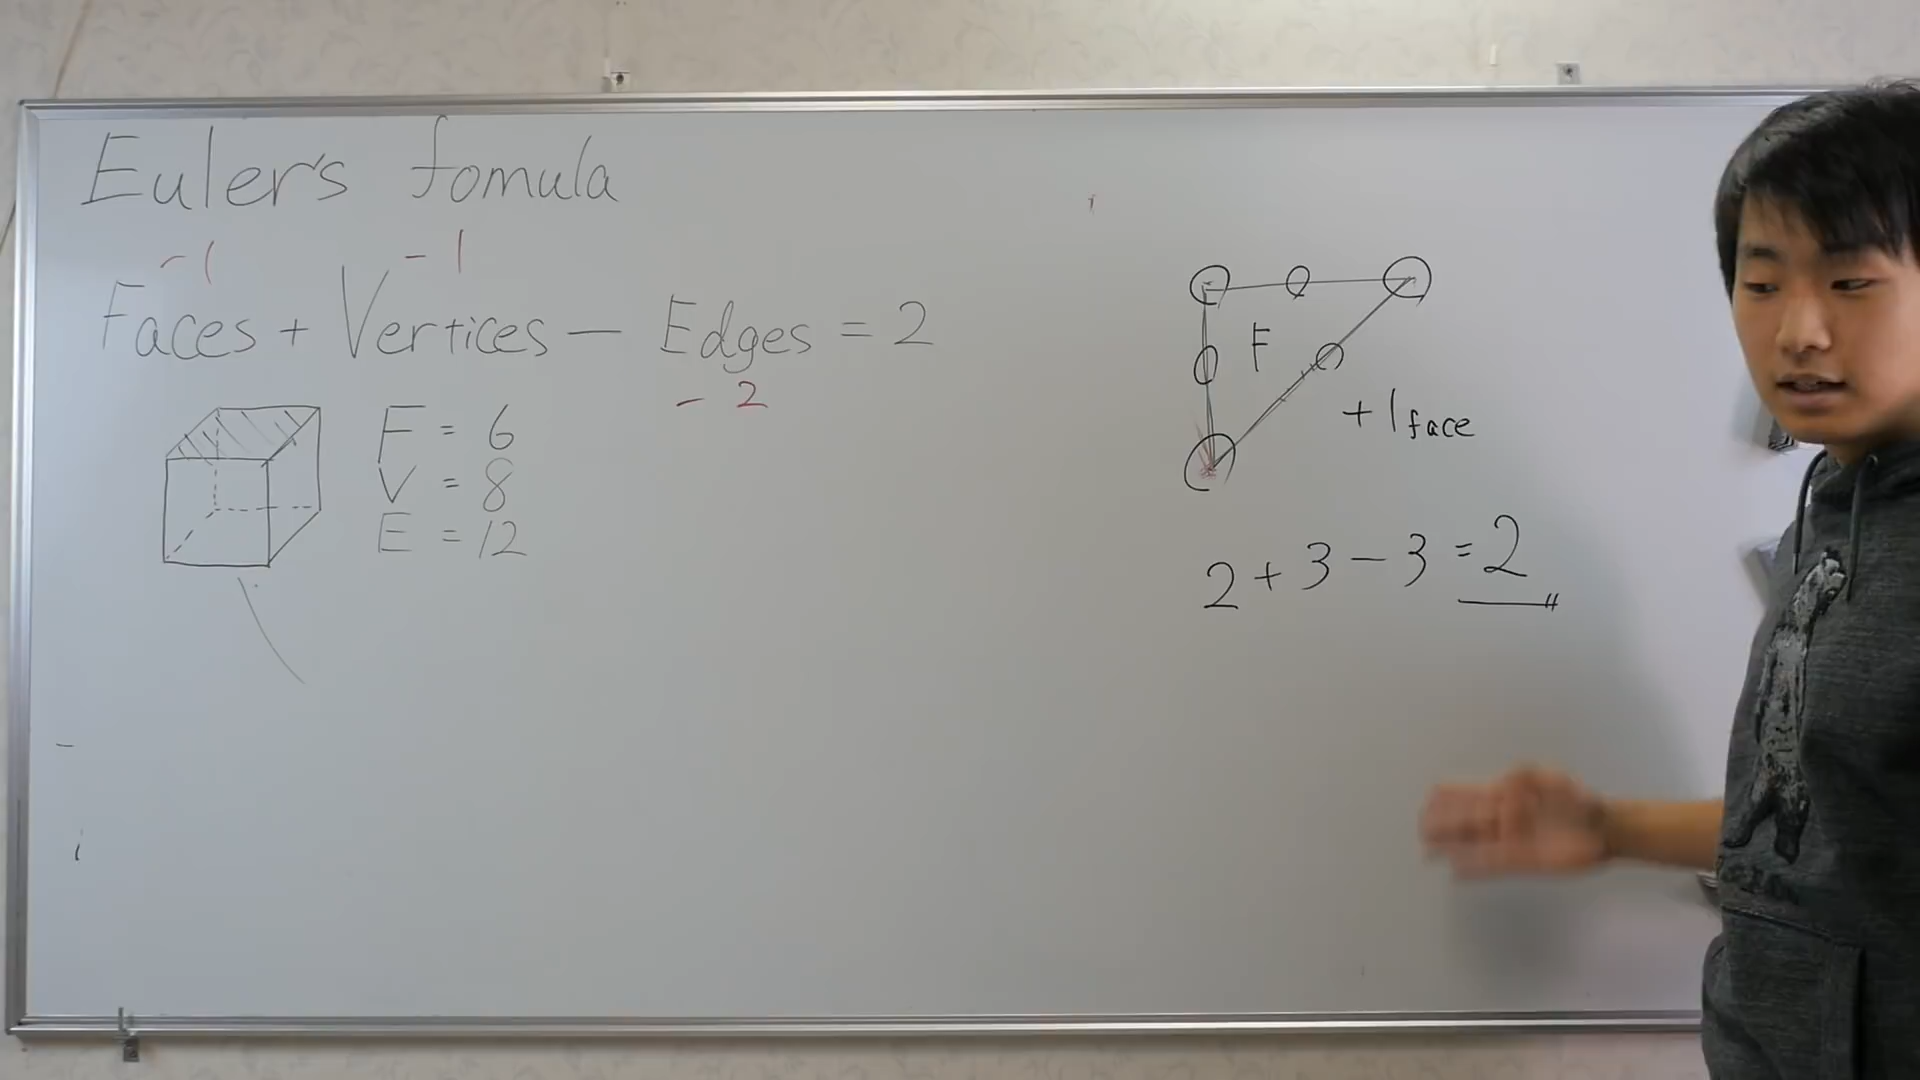 Euler's fomula
-1 -1
Faces + Vertices - Edges = 2
- 2
F = 6
V = 8
E = 12
F
+ 1 face
2 + 3 - 3 = 2